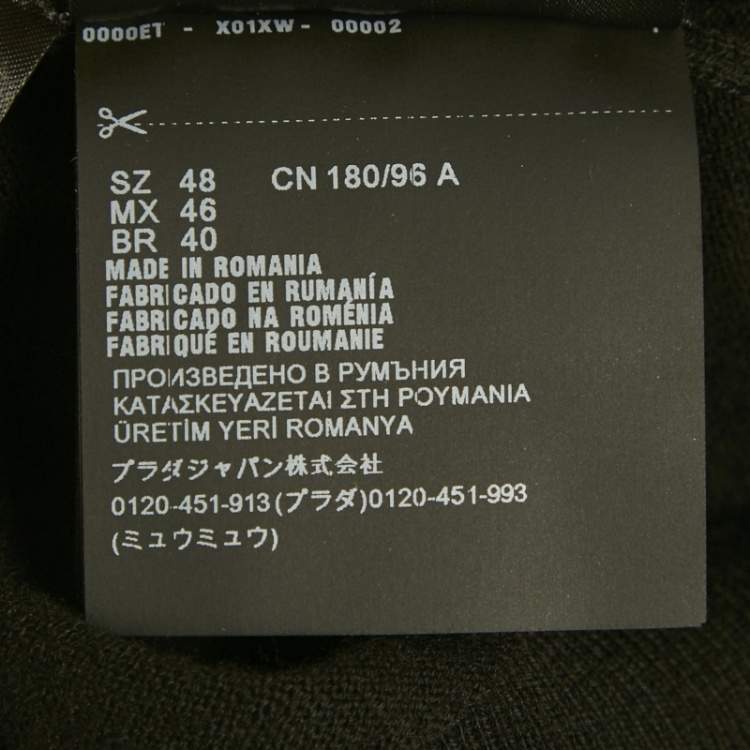 0000ET - X01XW - 00002
SZ 48 CN 180/96 A
MX 46
BR 40
MADE IN ROMANIA
FABRICADO EN RUMANÍA
FABRICADO NA ROMÉNIA
FABRIQUÉ EN ROUMANIE
ПРОИЗВЕДЕНО В РУМЪНИЯ
ΚΑΤΑΣΚΕΥΑΖΕΤΑΙ ΣΤΗ ΡΟΥΜΑΝΙΑ
ÜRETİM YERİ ROMANYA
プラダジャパン株式会社
0120-451-913(プラダ)0120-451-993
(ミュウミュウ)